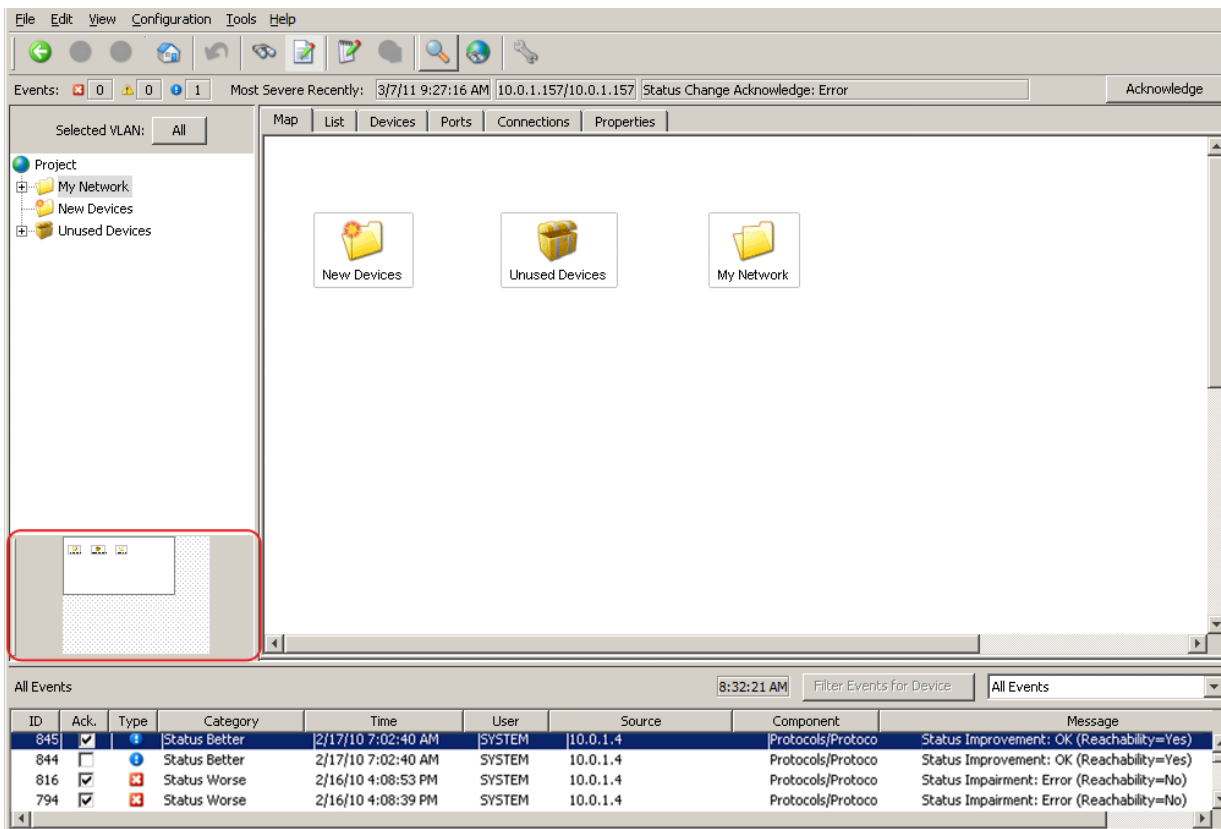 File Edit View Configuration Tools Help
Events: 0 0 1 Most Severe Recently: 3/7/11 9:27:16 AM 10.0.1.157/10.0.1.157 Status Change Acknowledge: Error Acknowledge
Selected VLAN: All
Map List Devices Ports Connections Properties
Project
My Network
New Devices
Unused Devices
New Devices Unused Devices My Network
All Events 8:32:21 AM Filter Events for Device All Events
ID Ack. Type Category Time User Source Component Message
845 Status Better 2/17/10 7:02:40 AM SYSTEM 10.0.1.4 Protocols/Protoco Status Improvement: OK (Reachability=Yes)
844 Status Better 2/17/10 7:02:40 AM SYSTEM 10.0.1.4 Protocols/Protoco Status Improvement: OK (Reachability=Yes)
816 Status Worse 2/16/10 4:08:53 PM SYSTEM 10.0.1.4 Protocols/Protoco Status Impairment: Error (Reachability=No)
794 Status Worse 2/16/10 4:08:39 PM SYSTEM 10.0.1.4 Protocols/Protoco Status Impairment: Error (Reachability=No)